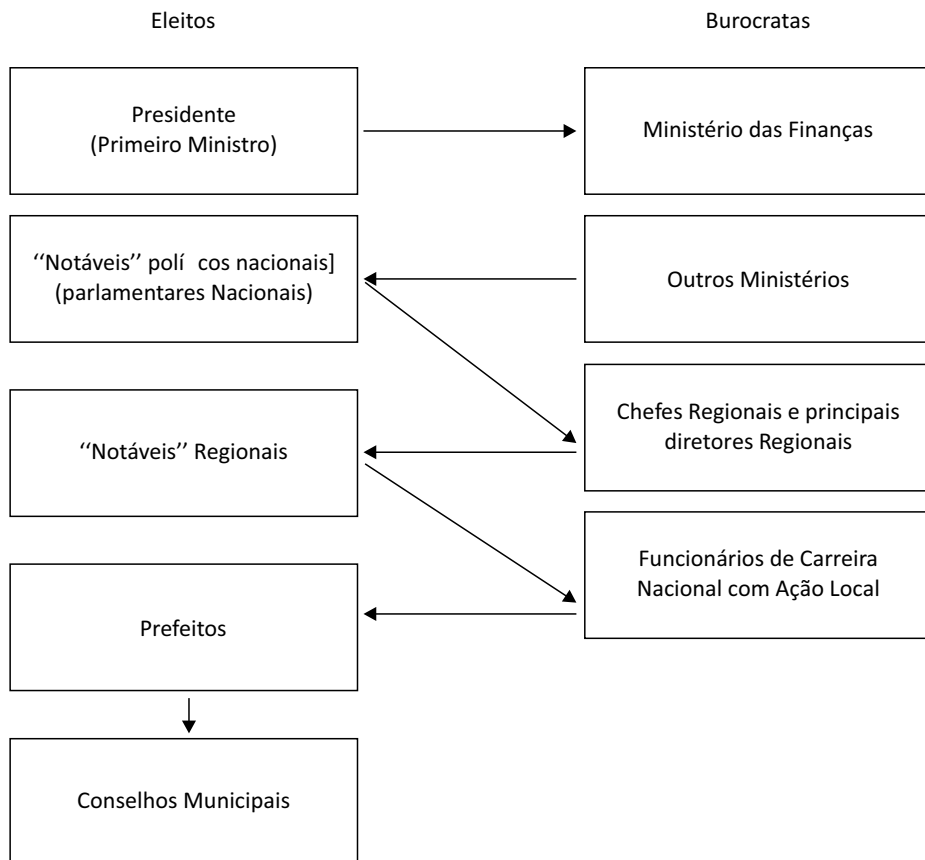 Eleitos
Burocratas
Presidente
(Primeiro Ministro)
Ministério das Finanças
“Notáveis” polí cos nacionais]
(parlamentares Nacionais)
Outros Ministérios
Chefes Regionais e principais
diretores Regionais
“Notáveis” Regionais
Funcionários de Carreira
Nacional com Ação Local
Prefeitos
Conselhos Municipais